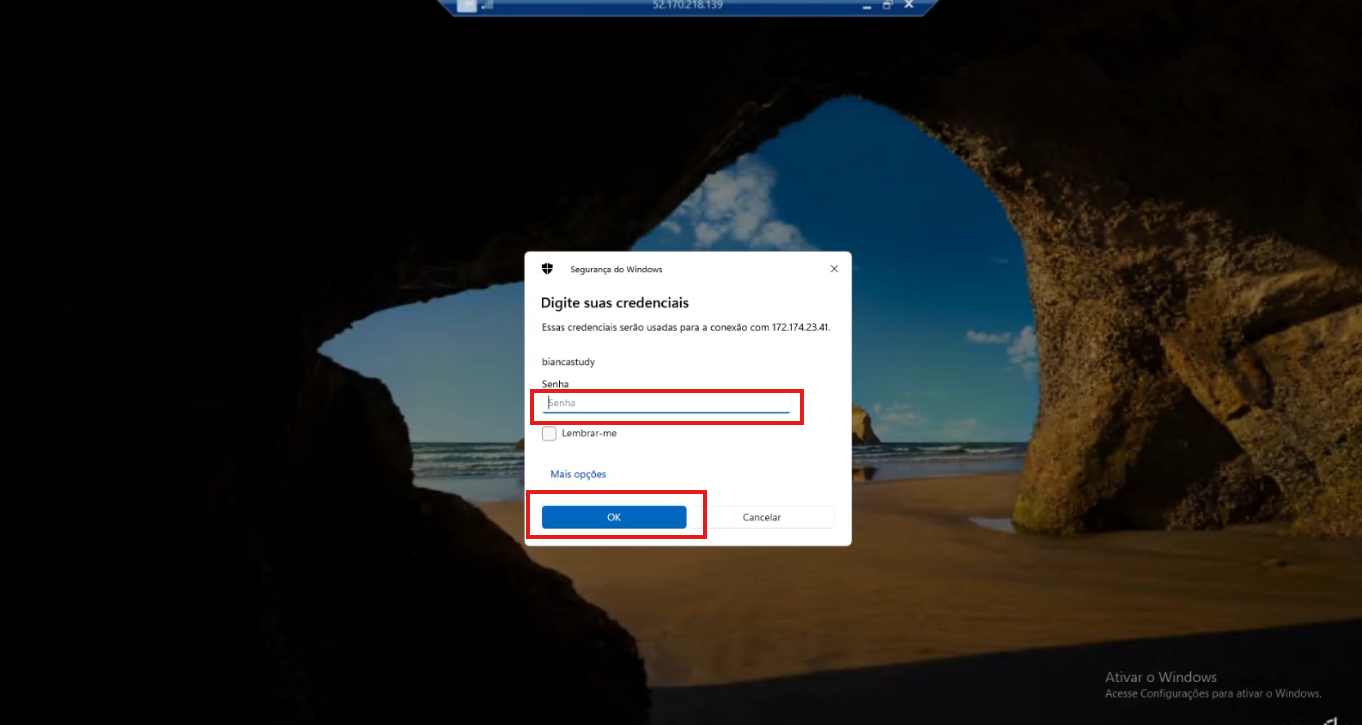 52.170.218.139
Segurança do Windows
Digite suas credenciais
Essas credenciais serão usadas para a conexão com 172.174.23.41.
biancastudy
Senha
Senha
Lembrar-me
Mais opções
OK
Cancelar
Ativar o Windows
Acesse Configurações para ativar o Windows.